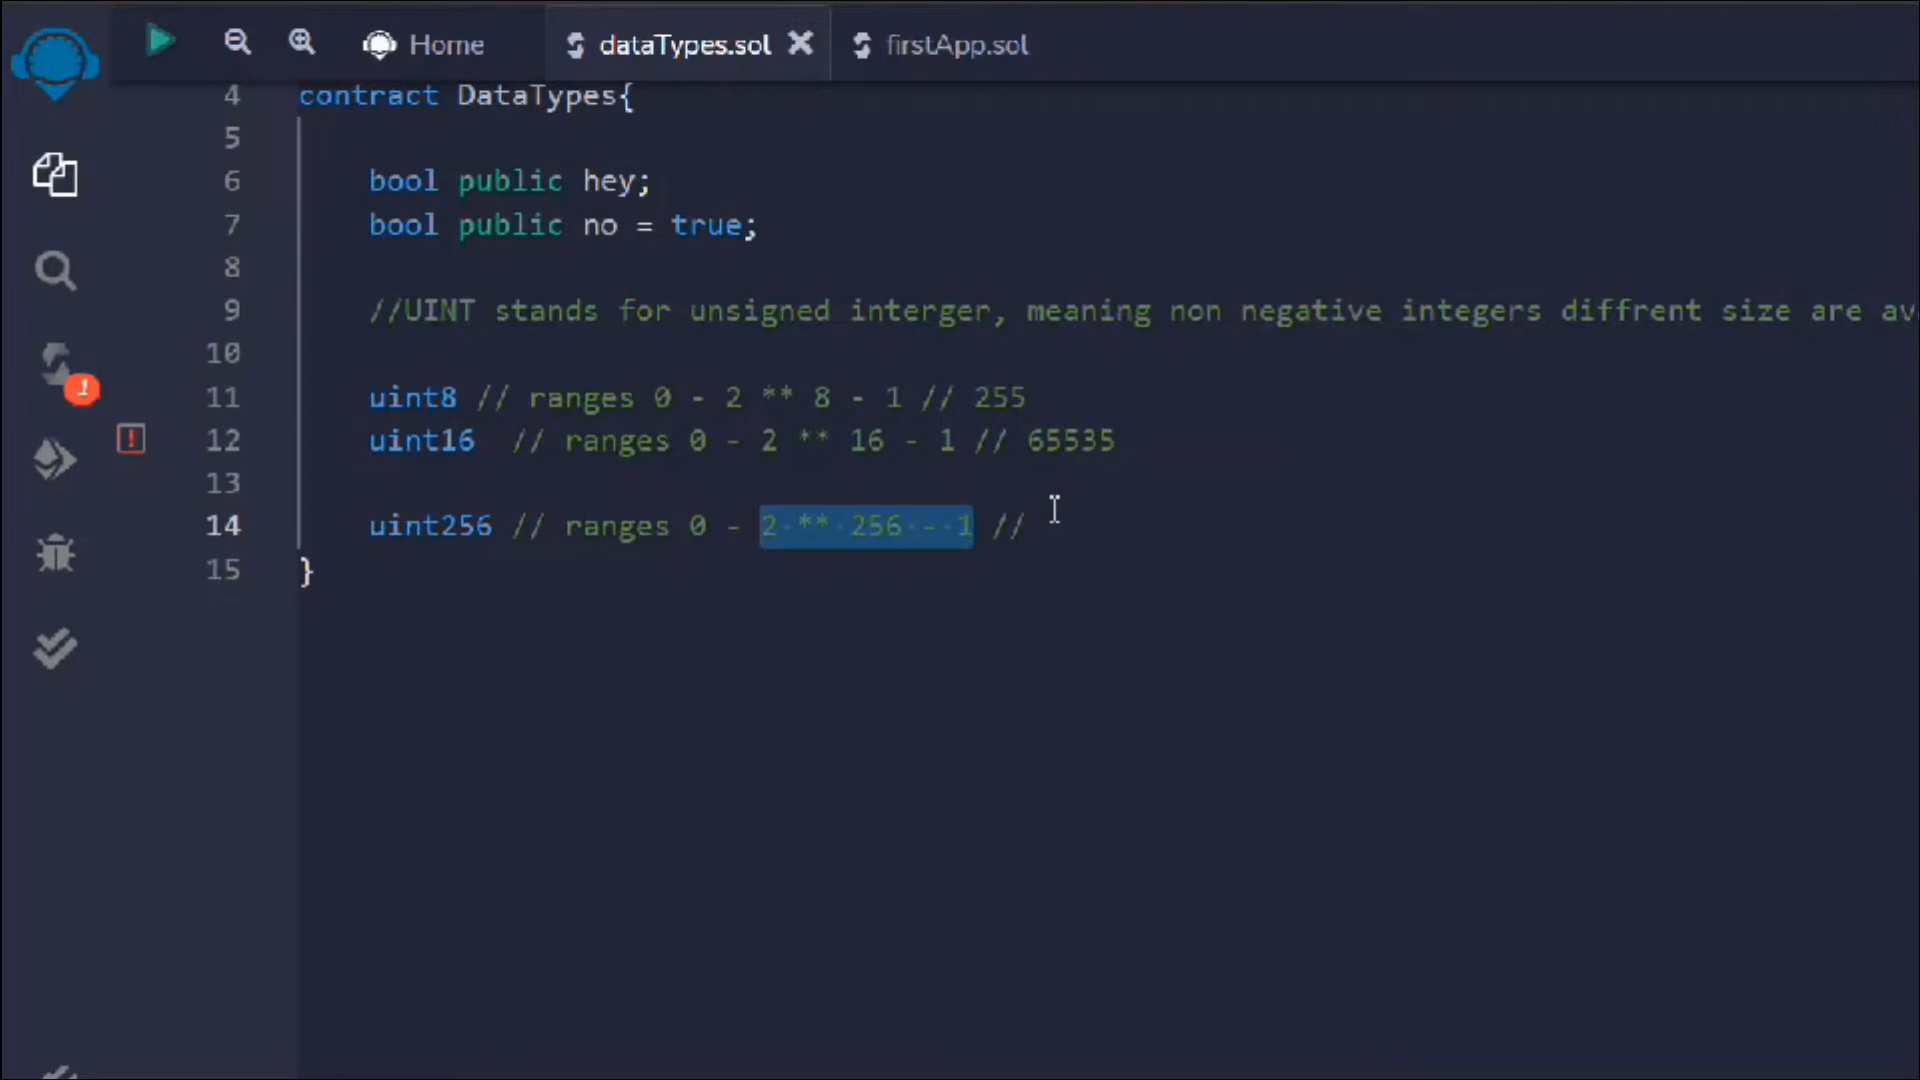 Home dataTypes.sol firstApp.sol
4 contract DataTypes{
5
6 bool public hey;
7 bool public no = true;
8
9 //UINT stands for unsigned interger, meaning non negative integers diffrent size are av
10
1
11 uint8 // ranges 0 - 2 ** 8 - 1 // 255
12 uint16 // ranges 0 - 2 ** 16 - 1 // 65535
13
14 uint256 // ranges 0 - 2 ** 256 - 1 //
15 }